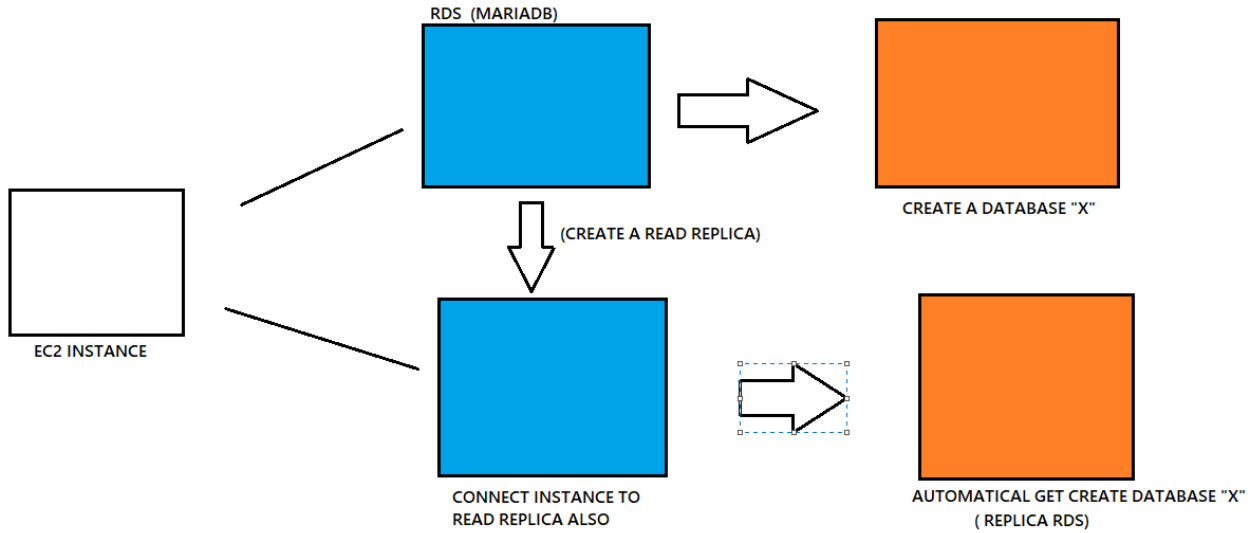 RDS (MARIADB)
CREATE A DATABASE "X"
(CREATE A READ REPLICA)
EC2 INSTANCE
CONNECT INSTANCE TO
READ REPLICA ALSO
AUTOMATICAL GET CREATE DATABASE "X"
( REPLICA RDS)